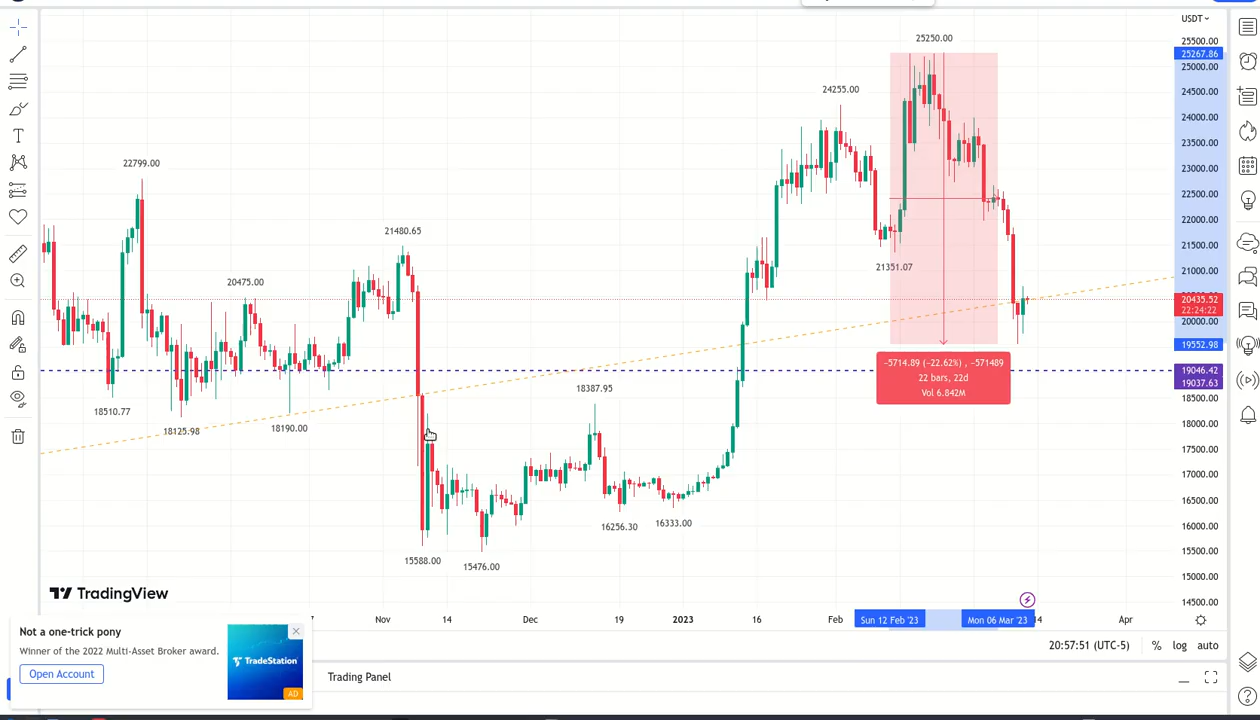 USDT
25250.00
25500.00
25267.86
25000.00
24500.00
24255.00
24000.00
23500.00
23000.00
22799.00
22500.00
22000.00
21480.65
21500.00
21351.07
21000.00
20475.00
20435.52
22:24:22
20000.00
19552.98
−5714.89 (−22.62%) , −571489
22 bars, 22d
Vol 6.842M
19046.42
19037.63
18510.77
18125.98
18190.00
18387.95
18500.00
18000.00
17500.00
17000.00
16500.00
16256.30
16333.00
16000.00
15588.00
15476.00
15500.00
15000.00
14500.00
TradingView
Nov
14
Dec
19
2023
16
Feb
Sun 12 Feb '23
Mon 06 Mar '23
Apr
20:57:51 (UTC-5)
%
log
auto
Not a one-trick pony
Winner of the 2022 Multi-Asset Broker award.
Open Account
TradeStation
AD
Trading Panel